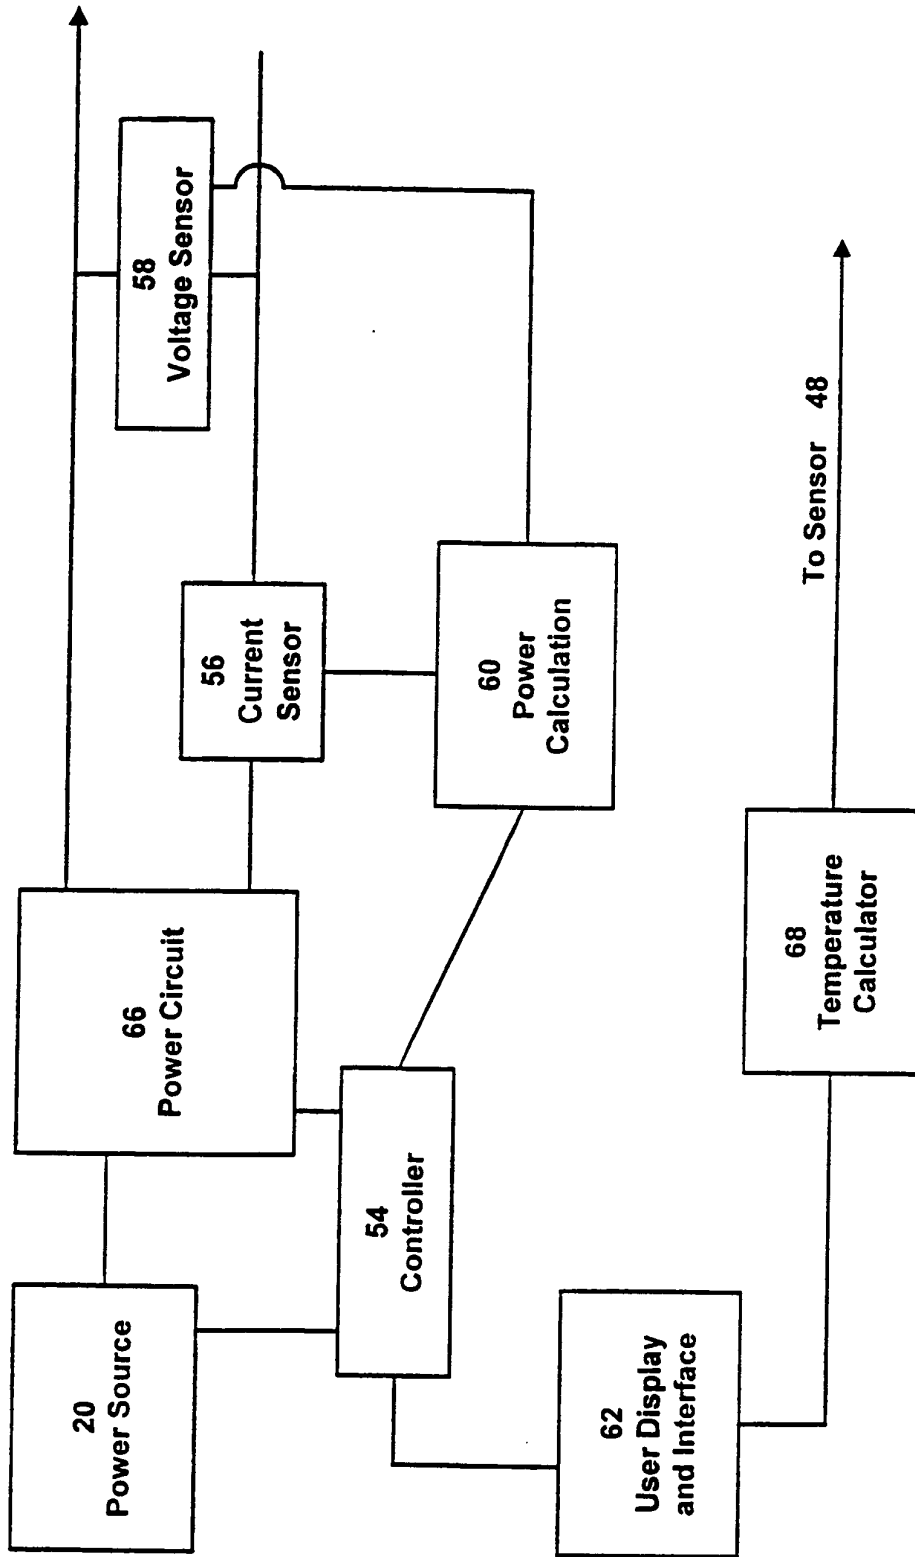 20
Power Source
66
Power Circuit
58
Voltage Sensor
56
Current
Sensor
54
Controller
60
Power
Calculation
62
User Display
and Interface
68
Temperature
Calculator
To Sensor 48